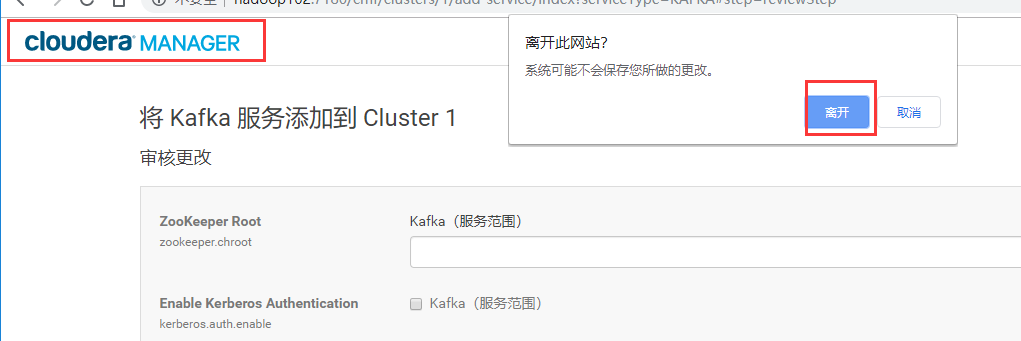 不安全 | hadoop102:7180/cmf/clusters/1/add-service/index?serviceType=KAFKA#step=reviewStep
cloudera MANAGER
离开此网站?
系统可能不会保存您所做的更改。
离开
取消
将 Kafka 服务添加到 Cluster 1
审核更改
ZooKeeper Root
Kafka（服务范围）
zookeeper.chroot
Enable Kerberos Authentication
Kafka（服务范围）
kerberos.auth.enable